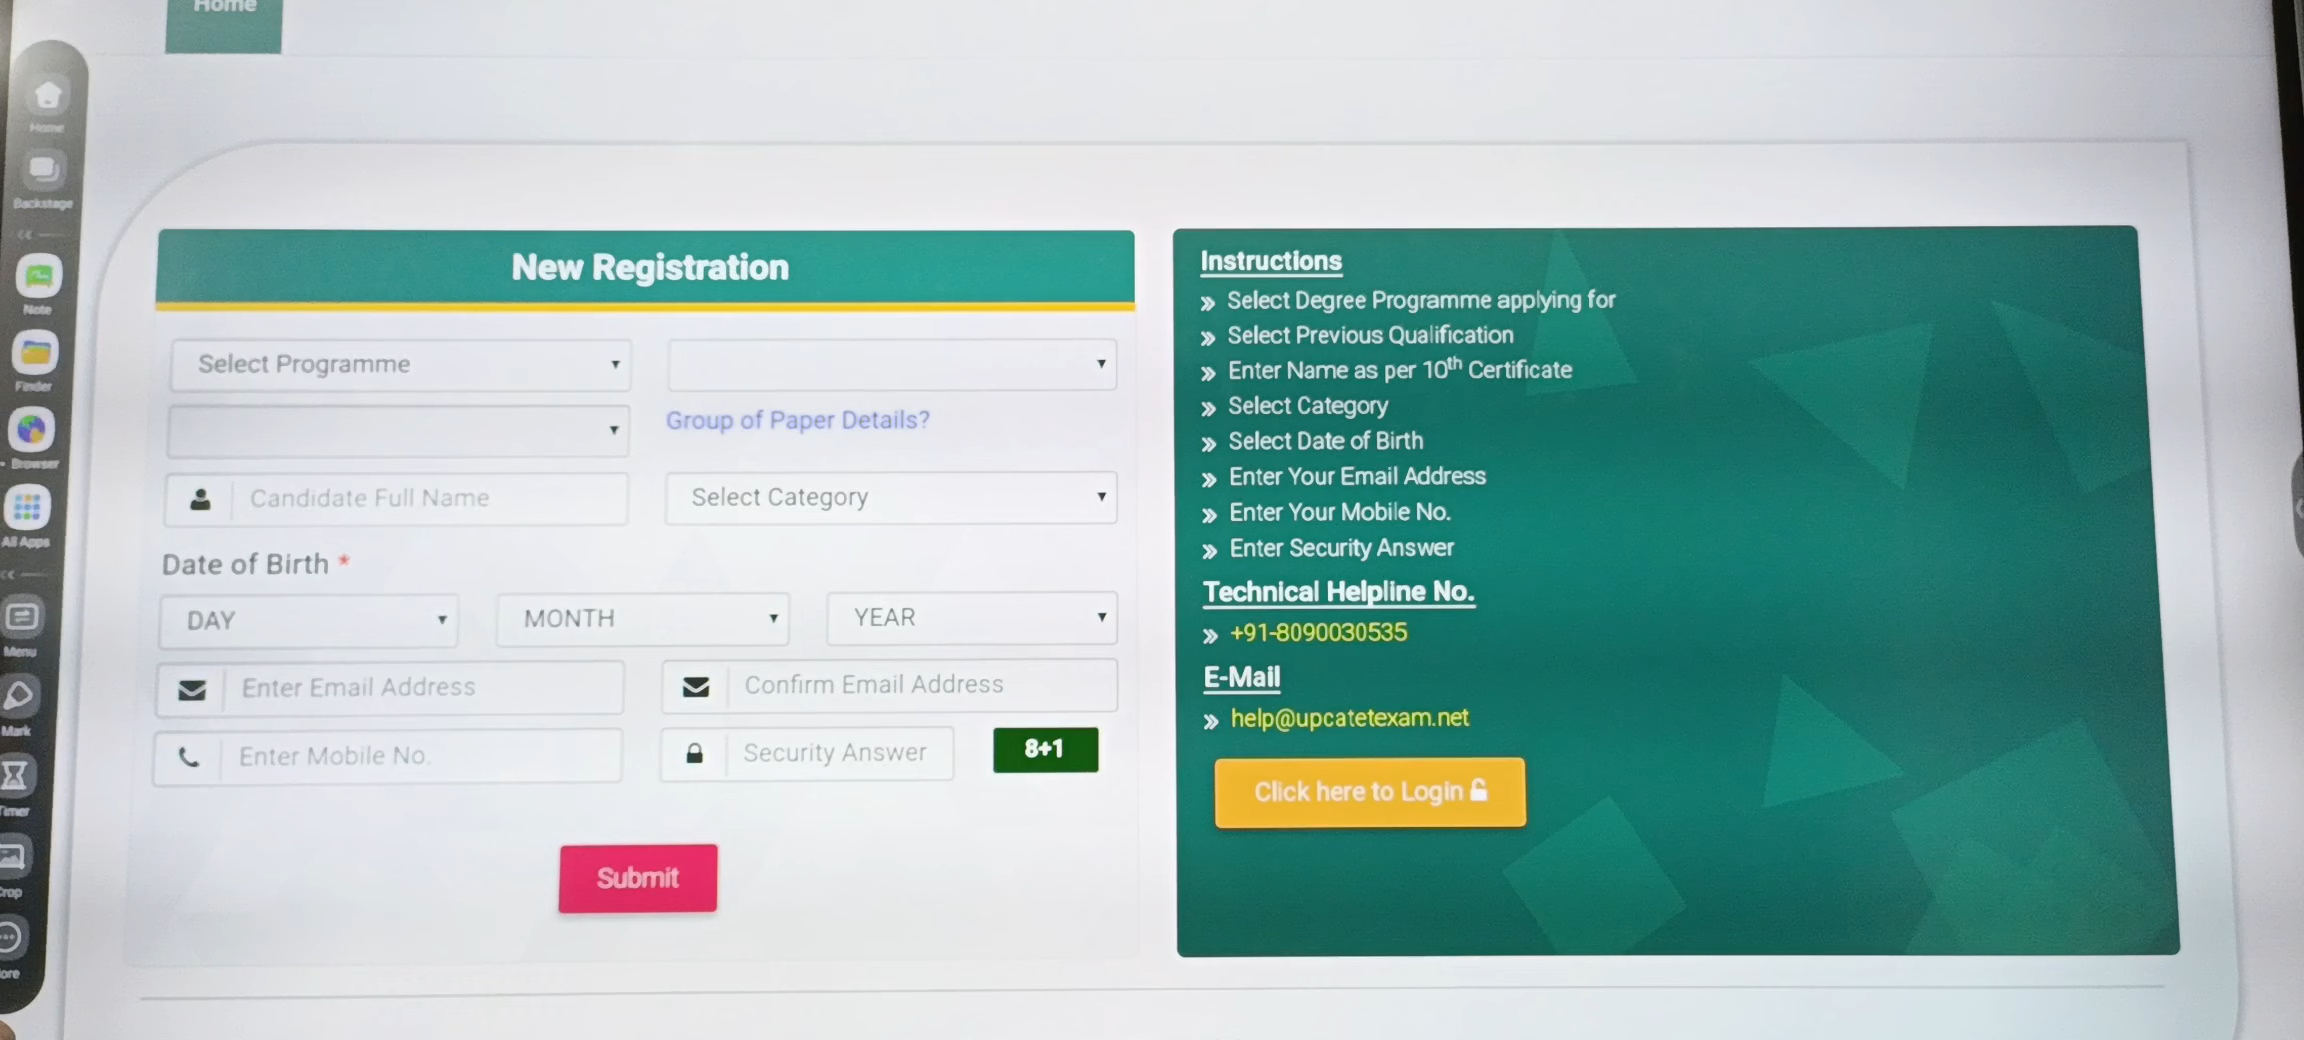 Home
Home
Backstage
Note
Finder
Browser
All Apps
Menu
Mark
Timer
New Registration
Select Programme
Group of Paper Details?
Candidate Full Name
Select Category
Date of Birth *
DAY
MONTH
YEAR
Enter Email Address
Confirm Email Address
Enter Mobile No.
Security Answer
8+1
Submit
Instructions
» Select Degree Programme applying for
» Select Previous Qualification
» Enter Name as per 10th Certificate
» Select Category
» Select Date of Birth
» Enter Your Email Address
» Enter Your Mobile No.
» Enter Security Answer
Technical Helpline No.
» +91-8090030535
E-Mail
» help@upcatetexam.net
Click here to Login